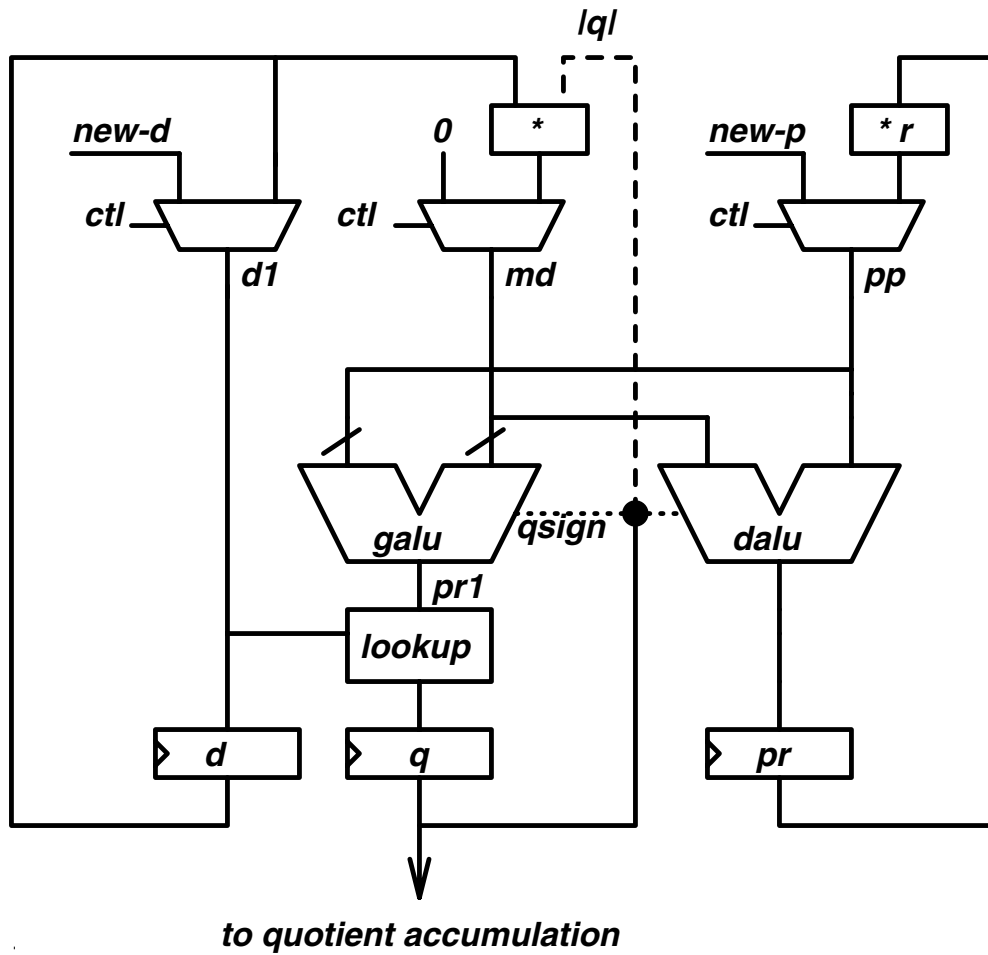 |q|
new-d
0
*
new-p
* r
ctl
ctl
ctl
d1
md
pp
galu
qsign
dalu
pr1
lookup
d
q
pr
to quotient accumulation